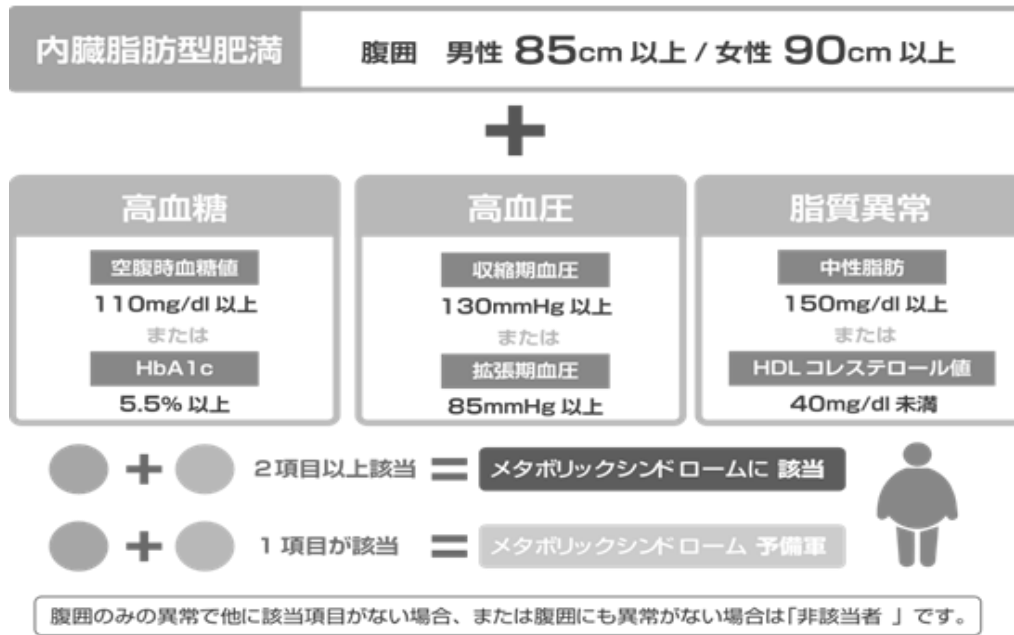 内臓脂肪型肥満
腹囲 男性 85cm 以上 / 女性 90cm 以上
+
高血糖
空腹時血糖値
110mg/dl 以上
または
HbA1c
5.5% 以上
高血圧
収縮期血圧
130mmHg 以上
または
拡張期血圧
85mmHg 以上
脂質異常
中性脂肪
150mg/dl 以上
または
HDL コレステロール値
40mg/dl 未満
+ 2項目以上該当 = メタボリックシンドロームに 該当
+ 1 項目が該当 = メタボリックシンドローム 予備軍
腹囲のみの異常で他に該当項目がない場合、または腹囲にも異常がない場合は「非該当者 」です。